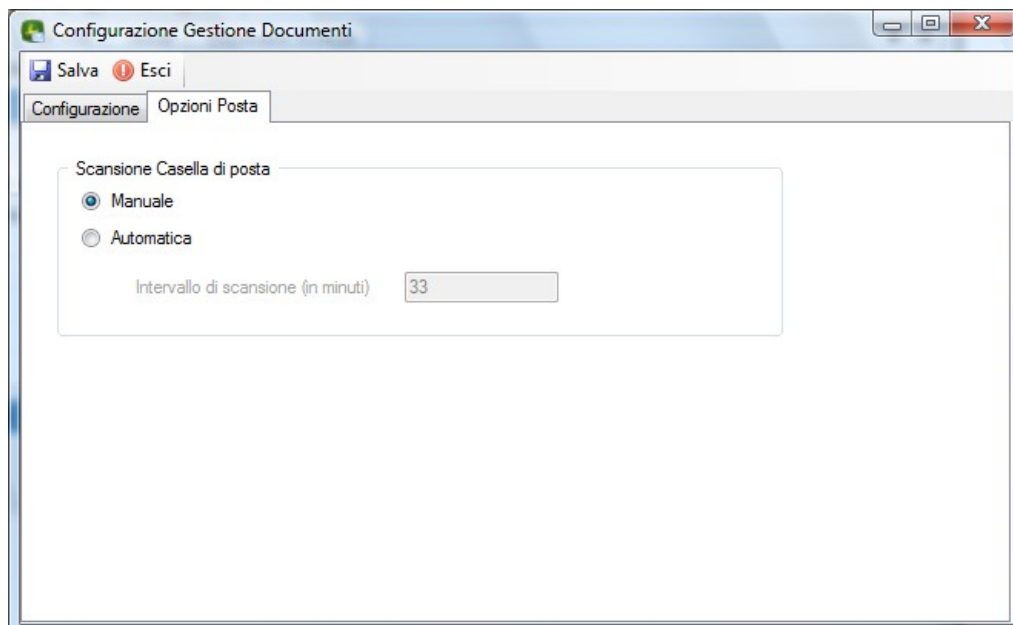 Configurazione Gestione Documenti
Salva Esci
Configurazione Opzioni Posta
Scansione Casella di posta
Manuale
Automatica
Intervallo di scansione (in minuti) 33